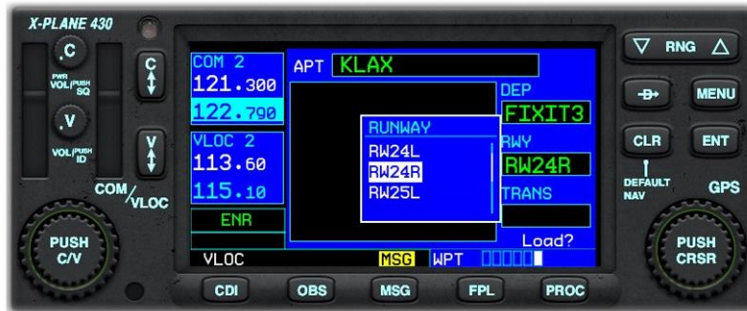 X-PLANE 430
.C
PWR
VOL/PUSH
SQ
.V
VOL/PUSH
ID
C
V
COM/VLOC
PUSH
C/V
COM 2
121.300
122.790
VLOC 2
113.60
115.10
ENR
VLOC
APT KLAX
DEP
FIXIT3
RWY
RW24R
TRANS
Load?
RUNWAY
RW24L
RW24R
RW25L
MSG
WPT
CDI
OBS
MSG
FPL
PROC
RNG
D
MENU
CLR
ENT
DEFAULT
NAV
GPS
PUSH
CRSR